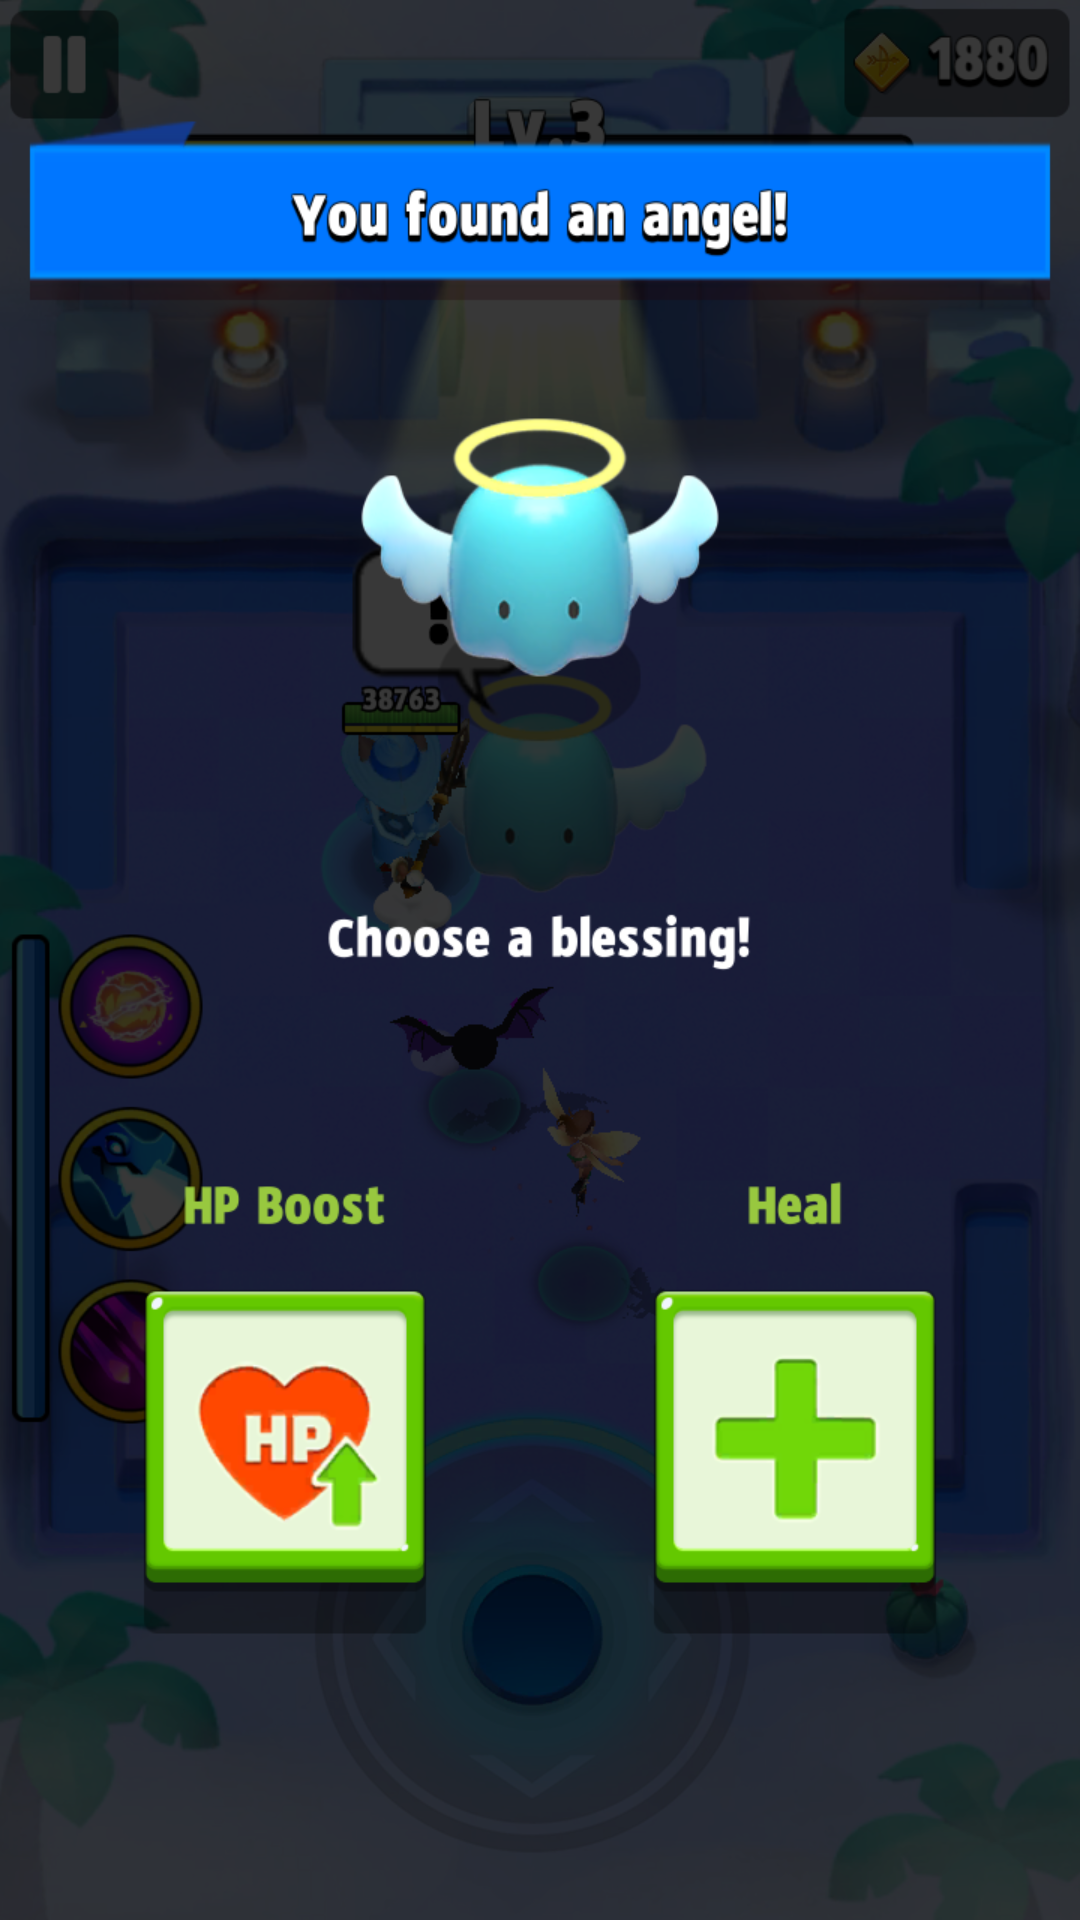 1880
Lv.3
You found an angel!
!
38763
Choose a blessing!
HP Boost
Heal
HP